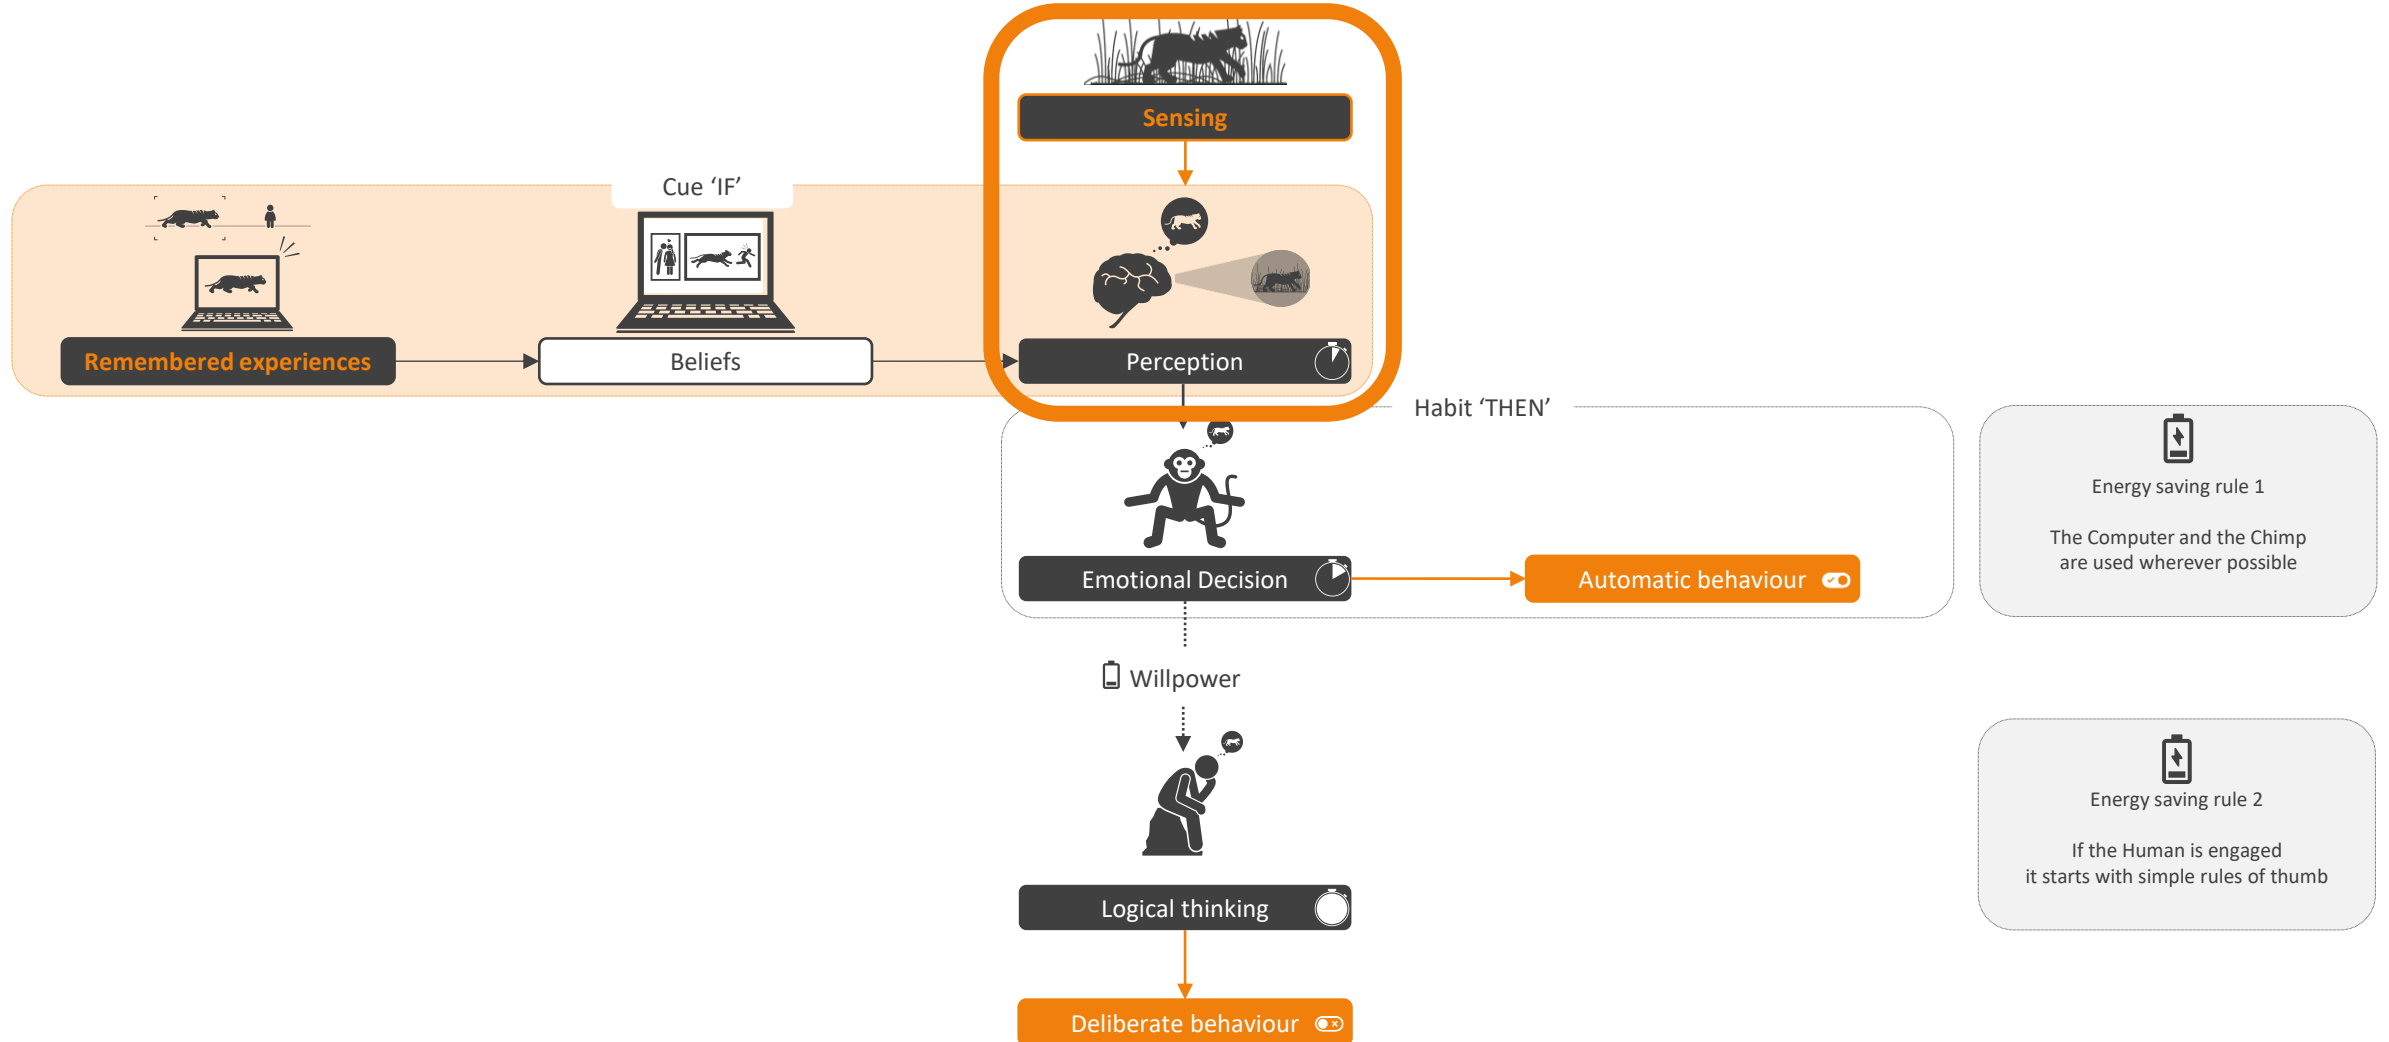 Sensing
Cue ‘IF’
Remembered experiences
Beliefs
Perception
Habit ‘THEN’
Emotional Decision
Automatic behaviour
Energy saving rule 1
The Computer and the Chimp
are used wherever possible
Willpower
Logical thinking
Energy saving rule 2
If the Human is engaged
it starts with simple rules of thumb
Deliberate behaviour